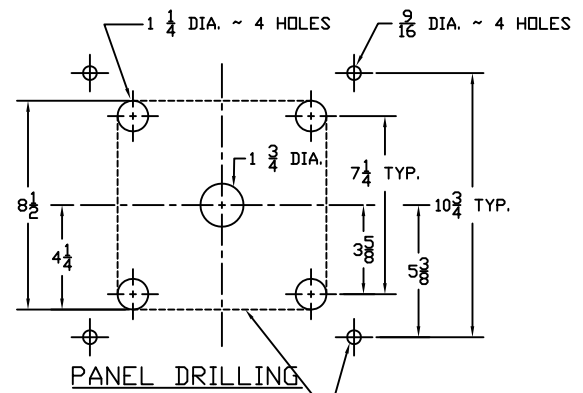 1 1/4 DIA. ~ 4 HOLES
9/16 DIA. ~ 4 HOLES
1 3/4 DIA.
7 1/4 TYP.
8 1/2
10 3/4 TYP.
4 1/4
3 5/8
5 3/8
PANEL DRILLING